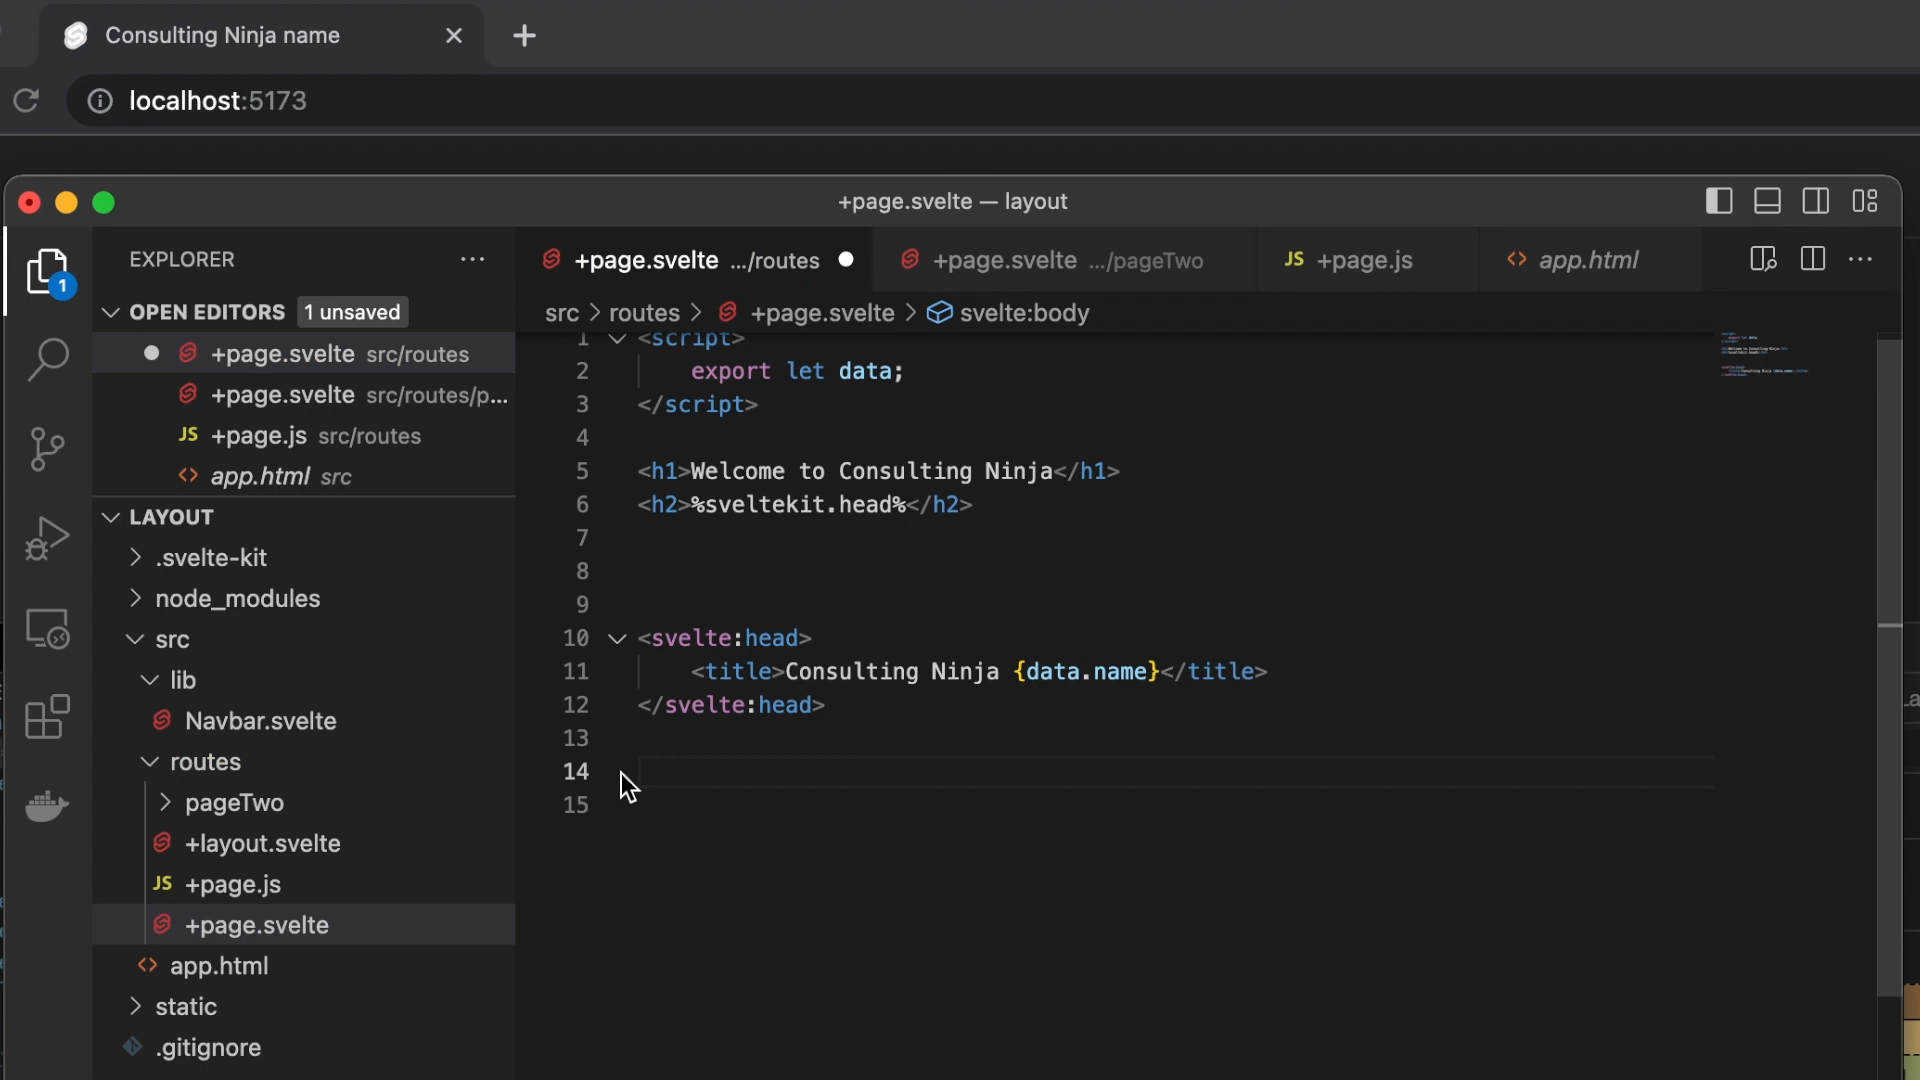 Consulting Ninja name
localhost:5173
+page.svelte — layout
EXPLORER
OPEN EDITORS 1 unsaved
+page.svelte src/routes
+page.svelte src/routes/p...
JS +page.js src/routes
<> app.html src
LAYOUT
.svelte-kit
node_modules
src
lib
Navbar.svelte
routes
pageTwo
+layout.svelte
JS +page.js
+page.svelte
<> app.html
static
.gitignore
1
+page.svelte .../routes
+page.svelte .../pageTwo
JS +page.js
<> app.html
src > routes > +page.svelte > svelte:body
1 <script>
2 export let data;
3 </script>
4
5 <h1>Welcome to Consulting Ninja</h1>
6 <h2>%sveltekit.head%</h2>
7
8
9
10 <svelte:head>
11 <title>Consulting Ninja {data.name}</title>
12 </svelte:head>
13
14
15